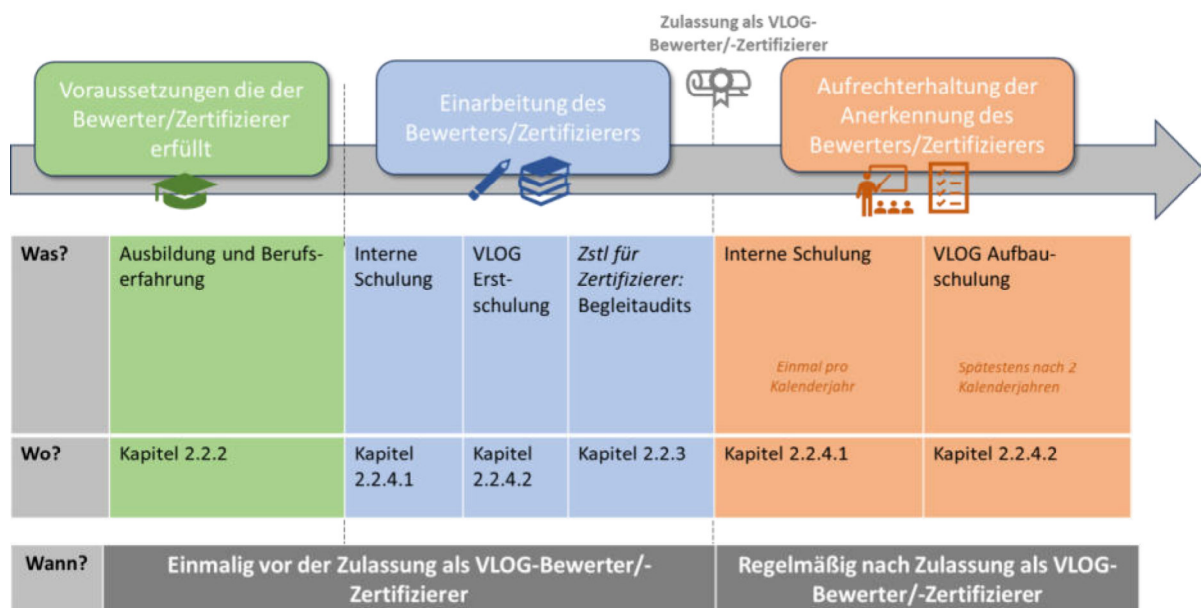 Zulassung als VLOG-
Bewerter/-Zertifizierer
Voraussetzungen die der
Bewerter/Zertifizierer
erfüllt
Einarbeitung des
Bewerters/Zertifizierers
Aufrechterhaltung der
Anerkennung des
Bewerters/Zertifizierers
Was?
Ausbildung und Berufs-
erfahrung
Interne
Schulung
VLOG
Erst-
schulung
Zstl für
Zertifizierer:
Begleitaudits
Interne Schulung
Einmal pro
Kalenderjahr
VLOG Aufbau-
schulung
Spätestens nach 2
Kalenderjahren
Wo?
Kapitel 2.2.2
Kapitel
2.2.4.1
Kapitel
2.2.4.2
Kapitel 2.2.3
Kapitel 2.2.4.1
Kapitel 2.2.4.2
Wann?
Einmalig vor der Zulassung als VLOG-Bewerter/-
Zertifizierer
Regelmäßig nach Zulassung als VLOG-
Bewerter/-Zertifizierer